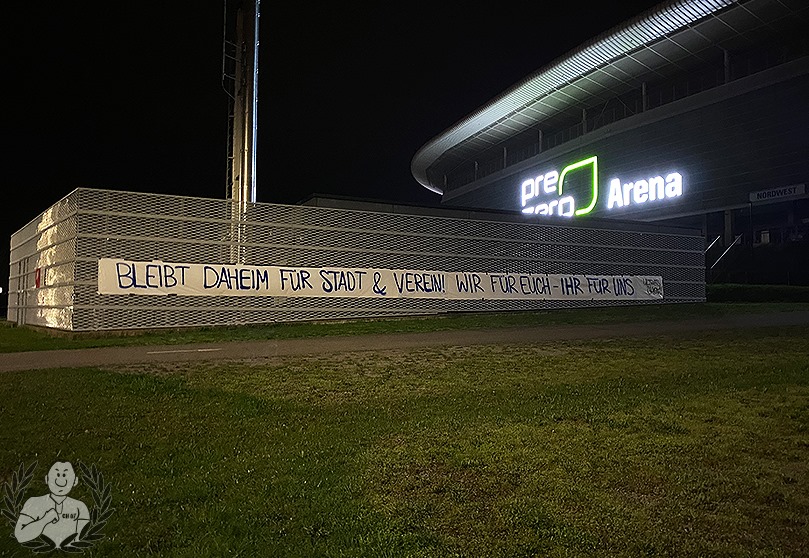 pre
zero
Arena
NORDWEST
BLEIBT DAHEIM FÜR STADT & VEREIN! WIR FÜR EUCH - IHR FÜR UNS